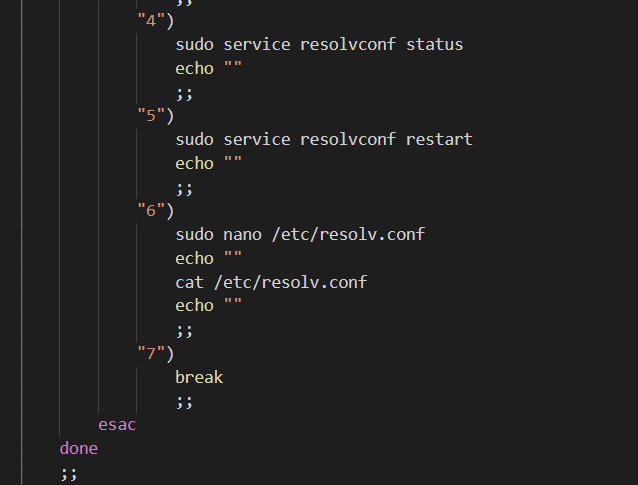 ;;
"4")
sudo service resolvconf status
echo ""
;;
"5")
sudo service resolvconf restart
echo ""
;;
"6")
sudo nano /etc/resolv.conf
echo ""
cat /etc/resolv.conf
echo ""
;;
"7")
break
;;
esac
done
;;